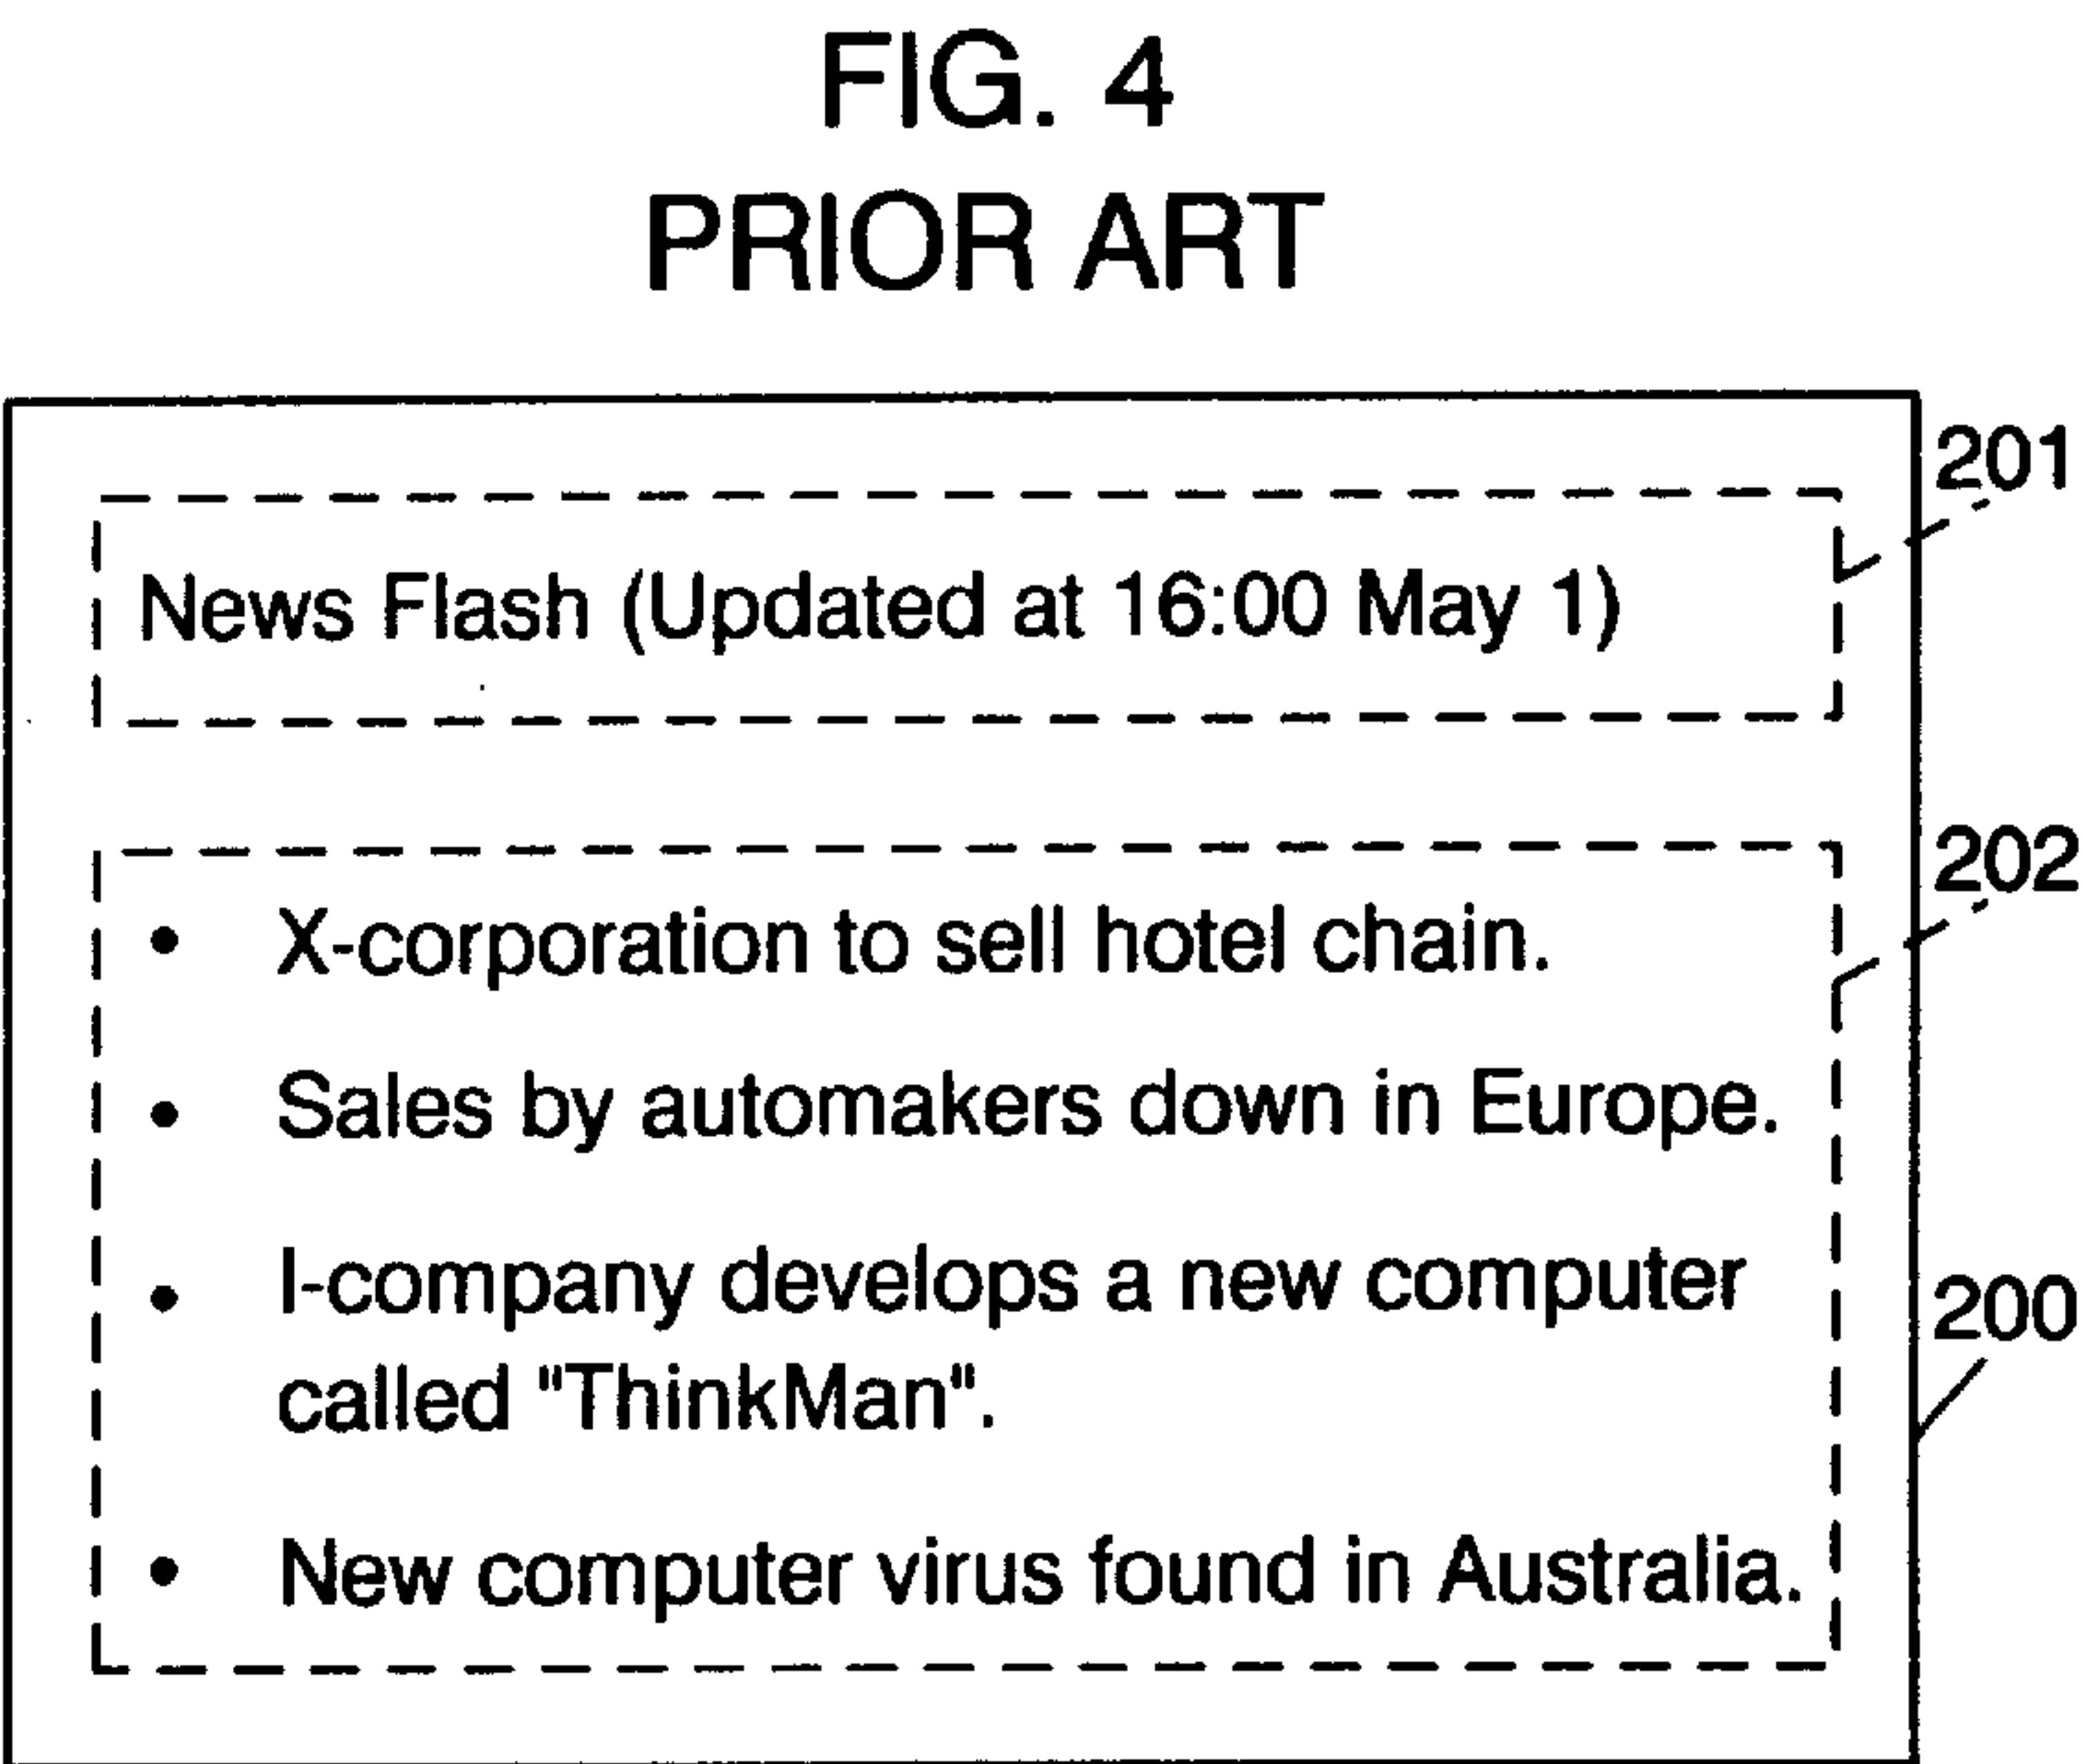 FIG. 4
PRIOR ART
201
News Flash (Updated at 16:00 May 1)
202
• X-corporation to sell hotel chain.
• Sales by automakers down in Europe.
• I-company develops a new computer
called "ThinkMan".
200
• New computer virus found in Australia.